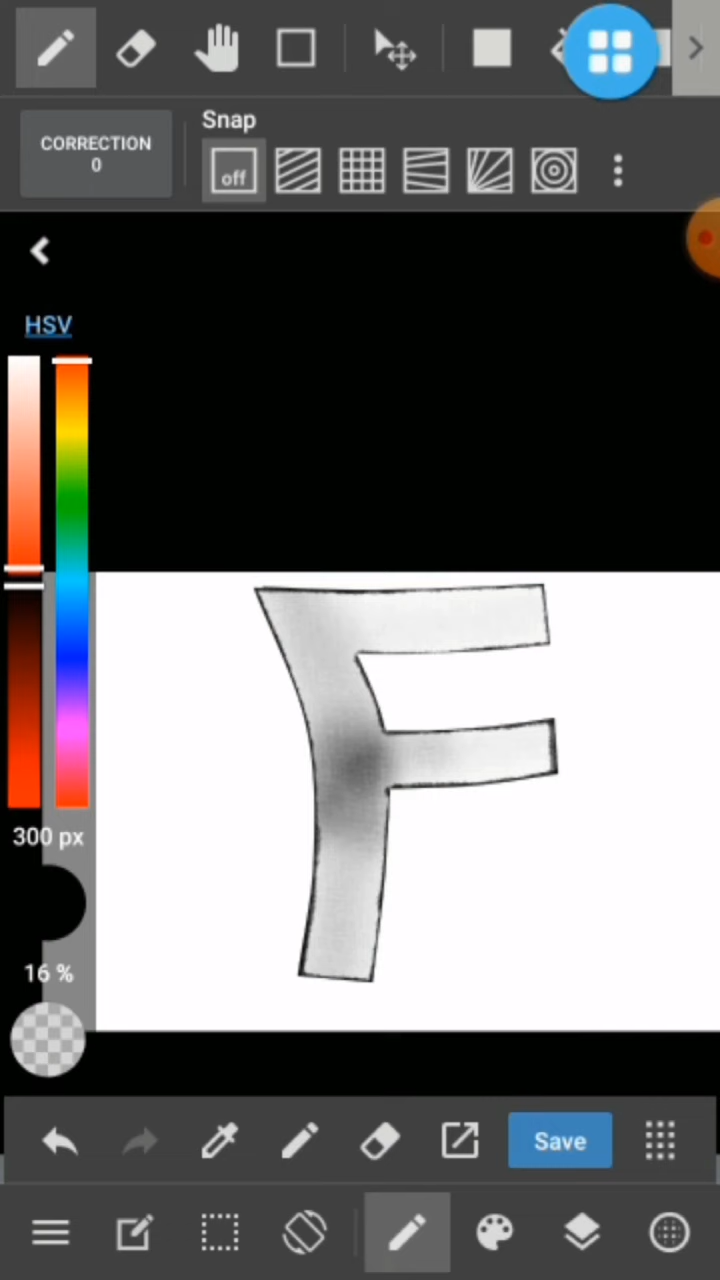 Snap
CORRECTION
0
off
HSV
F
300 px
16 %
Save